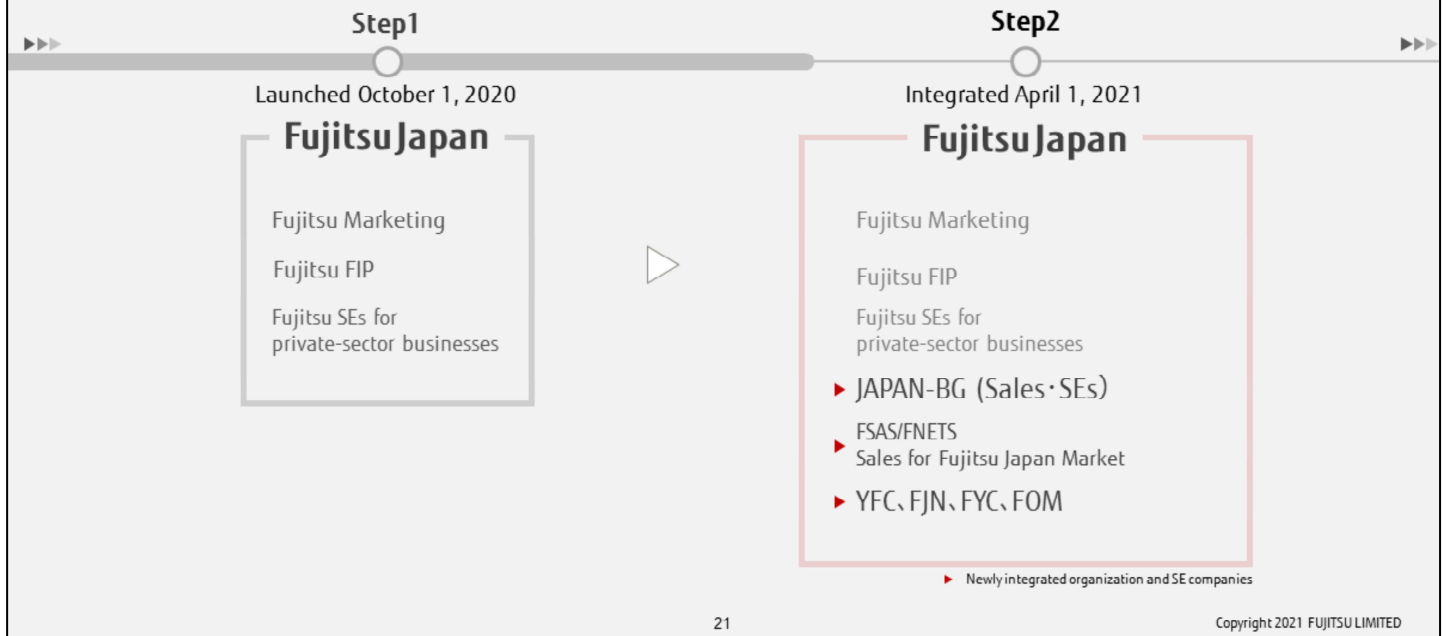 Step1
Step2
Launched October 1, 2020
Integrated April 1, 2021
Fujitsu Japan
Fujitsu Marketing
Fujitsu FIP
Fujitsu SEs for
private-sector businesses
Fujitsu Japan
Fujitsu Marketing
Fujitsu FIP
Fujitsu SEs for
private-sector businesses
JAPAN-BG (Sales・SEs)
FSAS/FNETS
Sales for Fujitsu Japan Market
YFC、FJN、FYC、FOM
Newly integrated organization and SE companies
21
Copyright 2021 FUJITSU LIMITED